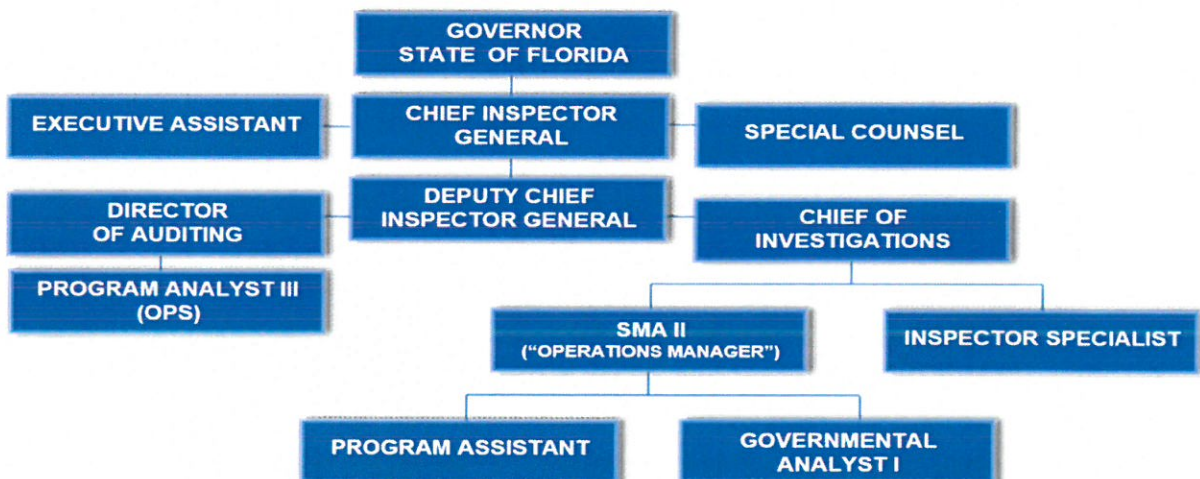 GOVERNOR
STATE OF FLORIDA
EXECUTIVE ASSISTANT
CHIEF INSPECTOR
GENERAL
SPECIAL COUNSEL
DIRECTOR
OF AUDITING
DEPUTY CHIEF
INSPECTOR GENERAL
CHIEF OF
INVESTIGATIONS
PROGRAM ANALYST III
(OPS)
SMA II
("OPERATIONS MANAGER")
INSPECTOR SPECIALIST
PROGRAM ASSISTANT
GOVERNMENTAL
ANALYST I